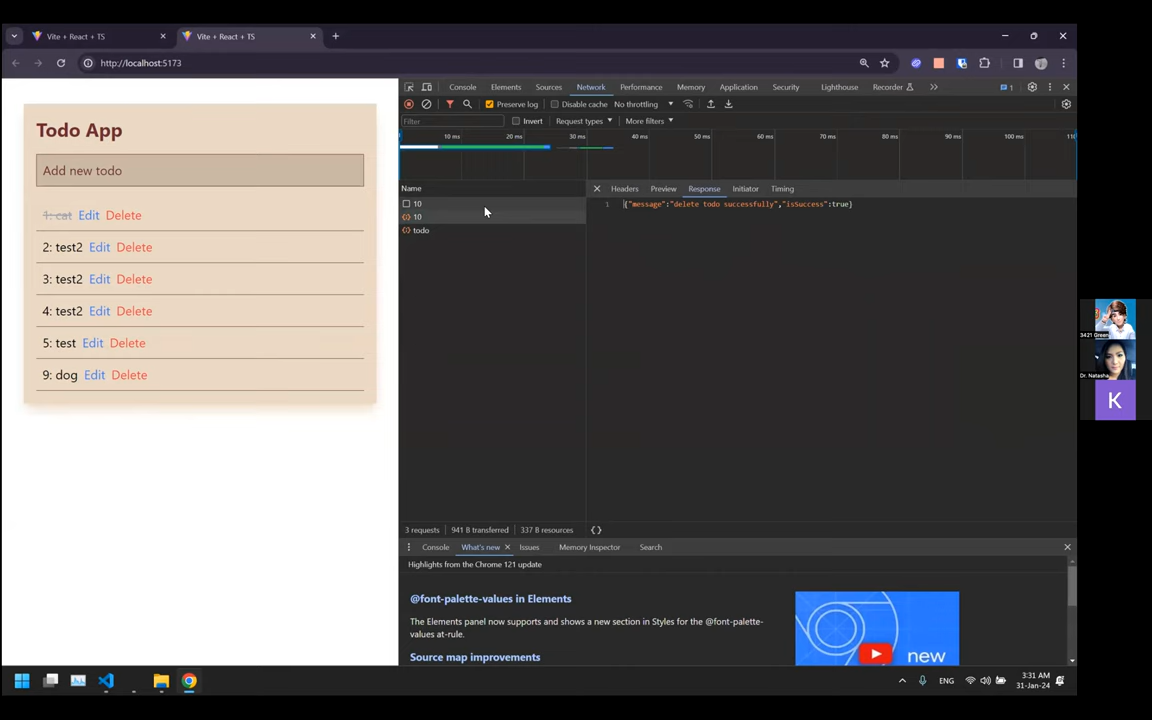 Vite + React + TS
Vite + React + TS
http://localhost:5173
Todo App
Add new todo
1: cat Edit Delete
2: test2 Edit Delete
3: test2 Edit Delete
4: test2 Edit Delete
5: test Edit Delete
9: dog Edit Delete
Console Elements Sources Network Performance Memory Application Security Lighthouse Recorder 1
Preserve log Disable cache No throttling
Filter Invert Request types More filters
10 ms 20 ms 30 ms 40 ms 50 ms 60 ms 70 ms 80 ms 90 ms 100 ms 110
Name
10
10
todo
Headers Preview Response Initiator Timing
1 {"message":"delete todo successfully","isSuccess":true}
3 requests 941 B transferred 337 B resources { }
Console What's new Issues Memory Inspector Search
Highlights from the Chrome 121 update
@font-palette-values in Elements
The Elements panel now supports and shows a new section in Styles for the @font-palette-
values at-rule.
Source map improvements
new
3421 Green
Dr. Natasha
K
ENG
3:31 AM
31-Jan-24